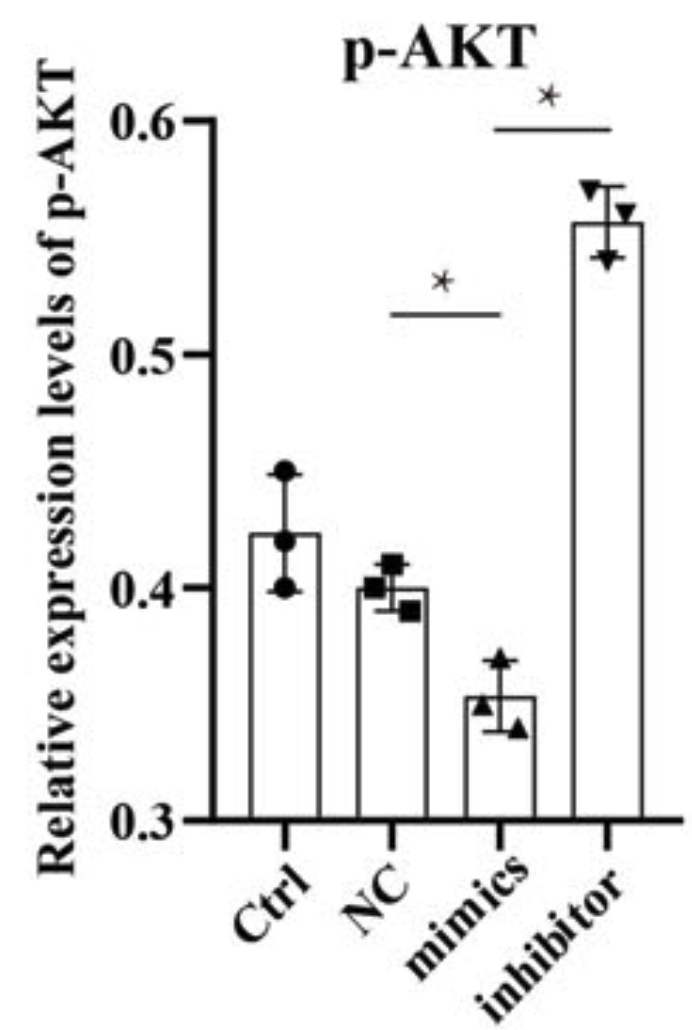 p-AKT
Relative expression levels of p-AKT
*
0.6
*
0.5
0.4
0.3
Ctrl
NC
mimics
inhibitor